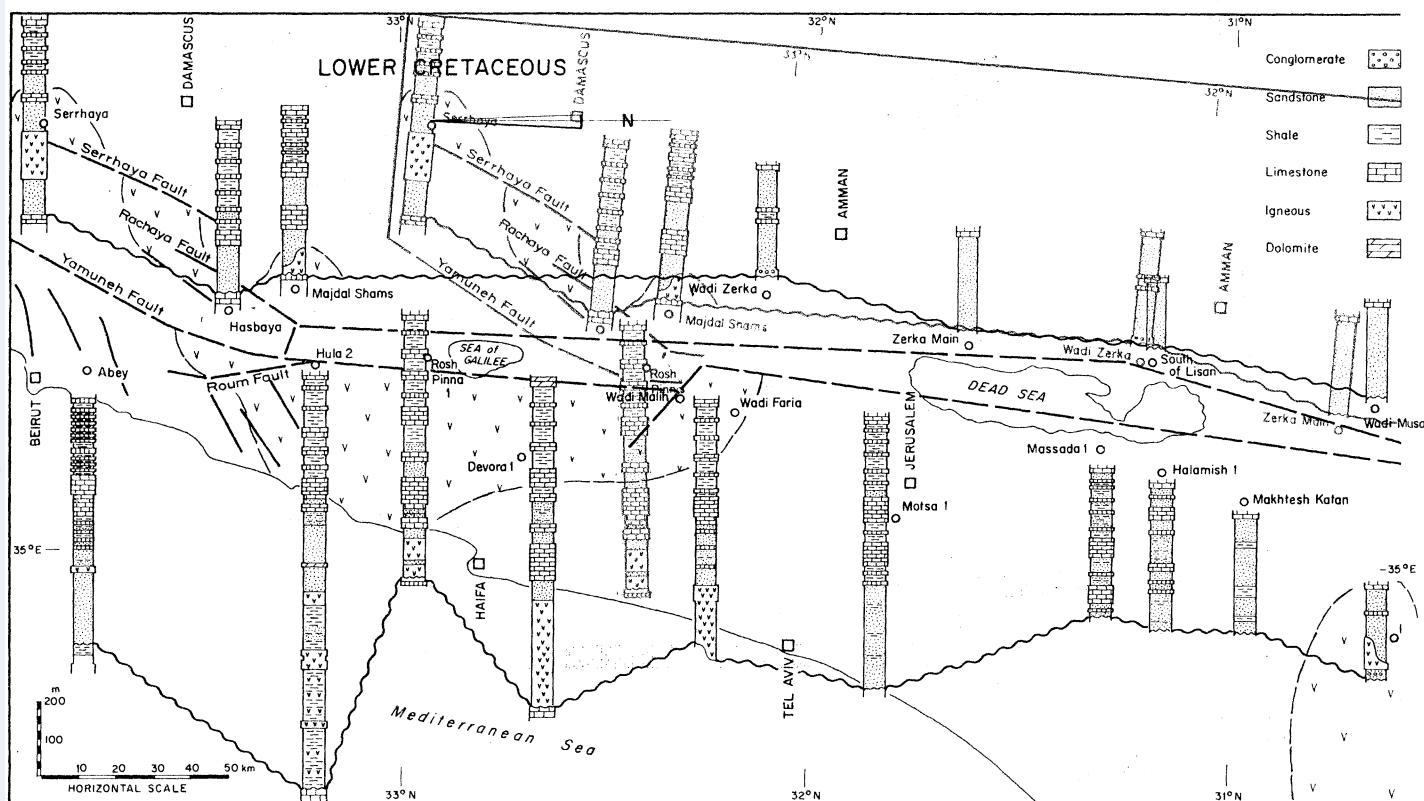 33°N
32°N
31°N
DAMASCUS
LOWER CRETACEOUS
DAMASCUS
33°N
32°N
Conglomerate
Sandstone
Shale
Limestone
Igneous
Dolomite
N
Serrhaya
Serrhaya
Serrhaya Fault
Serrhaya Fault
Rachaya Fault
Rachaya Fault
Yamuneh Fault
Yamuneh Fault
AMMAN
AMMAN
Majdal Shams
Majdal Shams
Wadi Zerka
Hasbaya
Zerka Main
Wadi Zerka
South of Lisan
Hula 2
SEA of
GALILEE
Rosh
Pinna
1
Rosh
Abey
Roum Fault
BEIRUT
Wadi Malih
Wadi Faria
DEAD SEA
Zerka Main
Wadi Musa
JERUSALEM
Massada 1
Halamish 1
Makhtesh Katan
Devora 1
Motsa 1
35°E
-35°E
HAIFA
TEL AVIV
1
Mediterranean Sea
m
200
100
10 20 30 40 50 km
HORIZONTAL SCALE
33°N
32°N
31°N